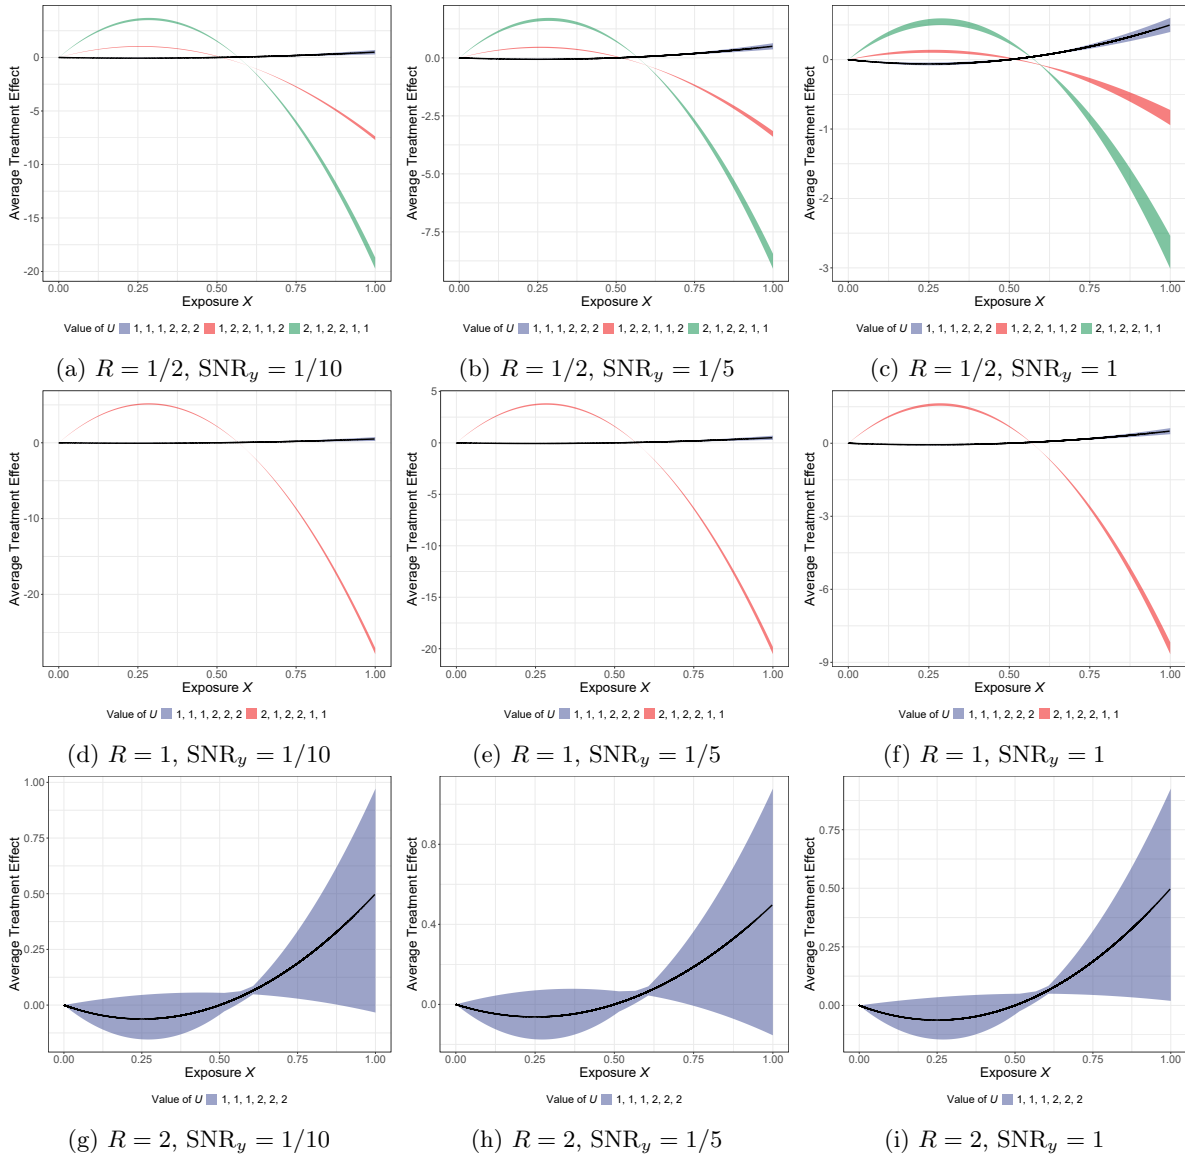 Average Treatment Effect
0
-5
-10
-15
-20
0.00 0.25 0.50 0.75 1.00
Exposure X
Value of U 1, 1, 1, 2, 2, 2 1, 2, 2, 1, 1, 2 2, 1, 2, 2, 1, 1
(a) R = 1/2, SNR_y = 1/10
Average Treatment Effect
2.5
0.0
-2.5
-5.0
-7.5
0.00 0.25 0.50 0.75 1.00
Exposure X
Value of U 1, 1, 1, 2, 2, 2 1, 2, 2, 1, 1, 2 2, 1, 2, 2, 1, 1
(b) R = 1/2, SNR_y = 1/5
Average Treatment Effect
0
-1
-2
-3
0.00 0.25 0.50 0.75 1.00
Exposure X
Value of U 1, 1, 1, 2, 2, 2 1, 2, 2, 1, 1, 2 2, 1, 2, 2, 1, 1
(c) R = 1/2, SNR_y = 1
Average Treatment Effect
0
-10
-20
0.00 0.25 0.50 0.75 1.00
Exposure X
Value of U 1, 1, 1, 2, 2, 2 2, 1, 2, 2, 1, 1
(d) R = 1, SNR_y = 1/10
Average Treatment Effect
5
0
-5
-10
-15
-20
0.00 0.25 0.50 0.75 1.00
Exposure X
Value of U 1, 1, 1, 2, 2, 2 2, 1, 2, 2, 1, 1
(e) R = 1, SNR_y = 1/5
Average Treatment Effect
0
-3
-6
-9
0.00 0.25 0.50 0.75 1.00
Exposure X
Value of U 1, 1, 1, 2, 2, 2 2, 1, 2, 2, 1, 1
(f) R = 1, SNR_y = 1
Average Treatment Effect
1.00
0.75
0.50
0.25
0.00
0.00 0.25 0.50 0.75 1.00
Exposure X
Value of U 1, 1, 1, 2, 2, 2
(g) R = 2, SNR_y = 1/10
Average Treatment Effect
0.8
0.4
0.0
0.00 0.25 0.50 0.75 1.00
Exposure X
Value of U 1, 1, 1, 2, 2, 2
(h) R = 2, SNR_y = 1/5
Average Treatment Effect
0.75
0.50
0.25
0.00
0.00 0.25 0.50 0.75 1.00
Exposure X
Value of U 1, 1, 1, 2, 2, 2
(i) R = 2, SNR_y = 1